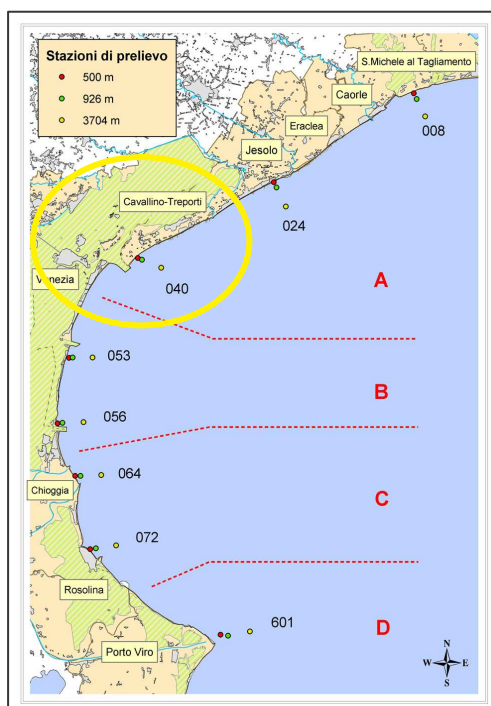 Stazioni di prelievo
500 m
926 m
3704 m
S.Michele al Tagliamento
Caorle
008
Eraclea
Jesolo
Cavallino-Treporti
024
Venezia
040
A
053
B
056
064
C
Chioggia
072
Rosolina
601
D
Porto Viro
N
W
E
S